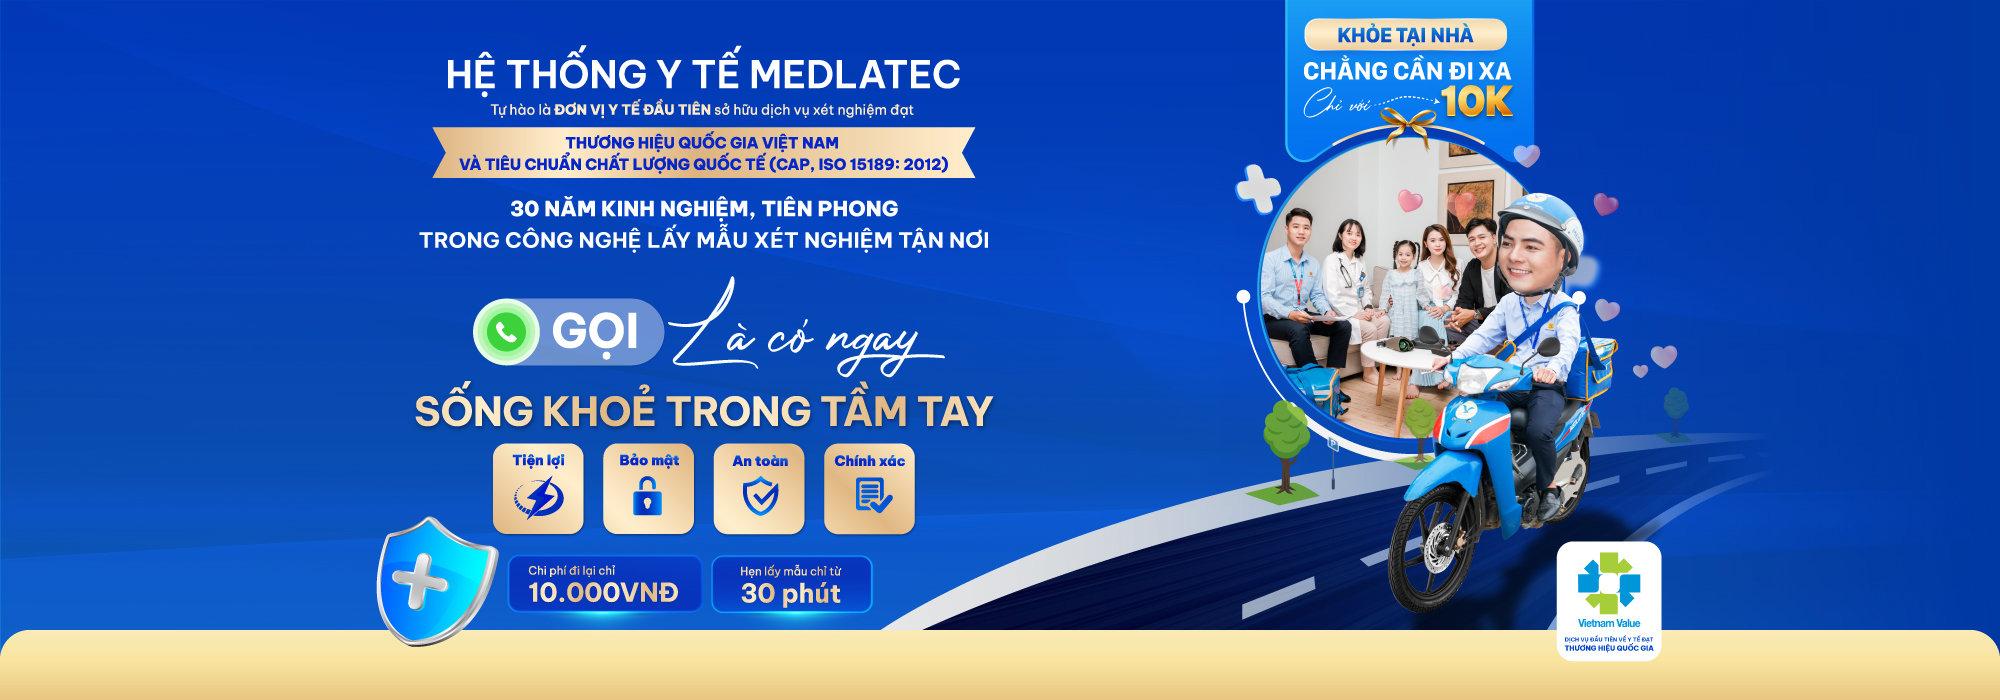 HỆ THỐNG Y TẾ MEDLATEC
Tự hào là ĐƠN VỊ Y TẾ ĐẦU TIÊN sở hữu dịch vụ xét nghiệm đạt
THƯƠNG HIỆU QUỐC GIA VIỆT NAM
VÀ TIÊU CHUẨN CHẤT LƯỢNG QUỐC TẾ (CAP, ISO 15189: 2012)
30 NĂM KINH NGHIỆM, TIÊN PHONG
TRONG CÔNG NGHỆ LẤY MẪU XÉT NGHIỆM TẬN NƠI
GỌI Là có ngay
SỐNG KHOẺ TRONG TẦM TAY
Tiện lợi
Bảo mật
An toàn
Chính xác
Chi phí đi lại chỉ
10.000VNĐ
Hẹn lấy mẫu chỉ từ
30 phút
KHỎE TẠI NHÀ
CHẲNG CẦN ĐI XA
Chỉ với 10K
P
Vietnam Value
DỊCH VỤ ĐẦU TIÊN VỀ Y TẾ ĐẠT
THƯƠNG HIỆU QUỐC GIA